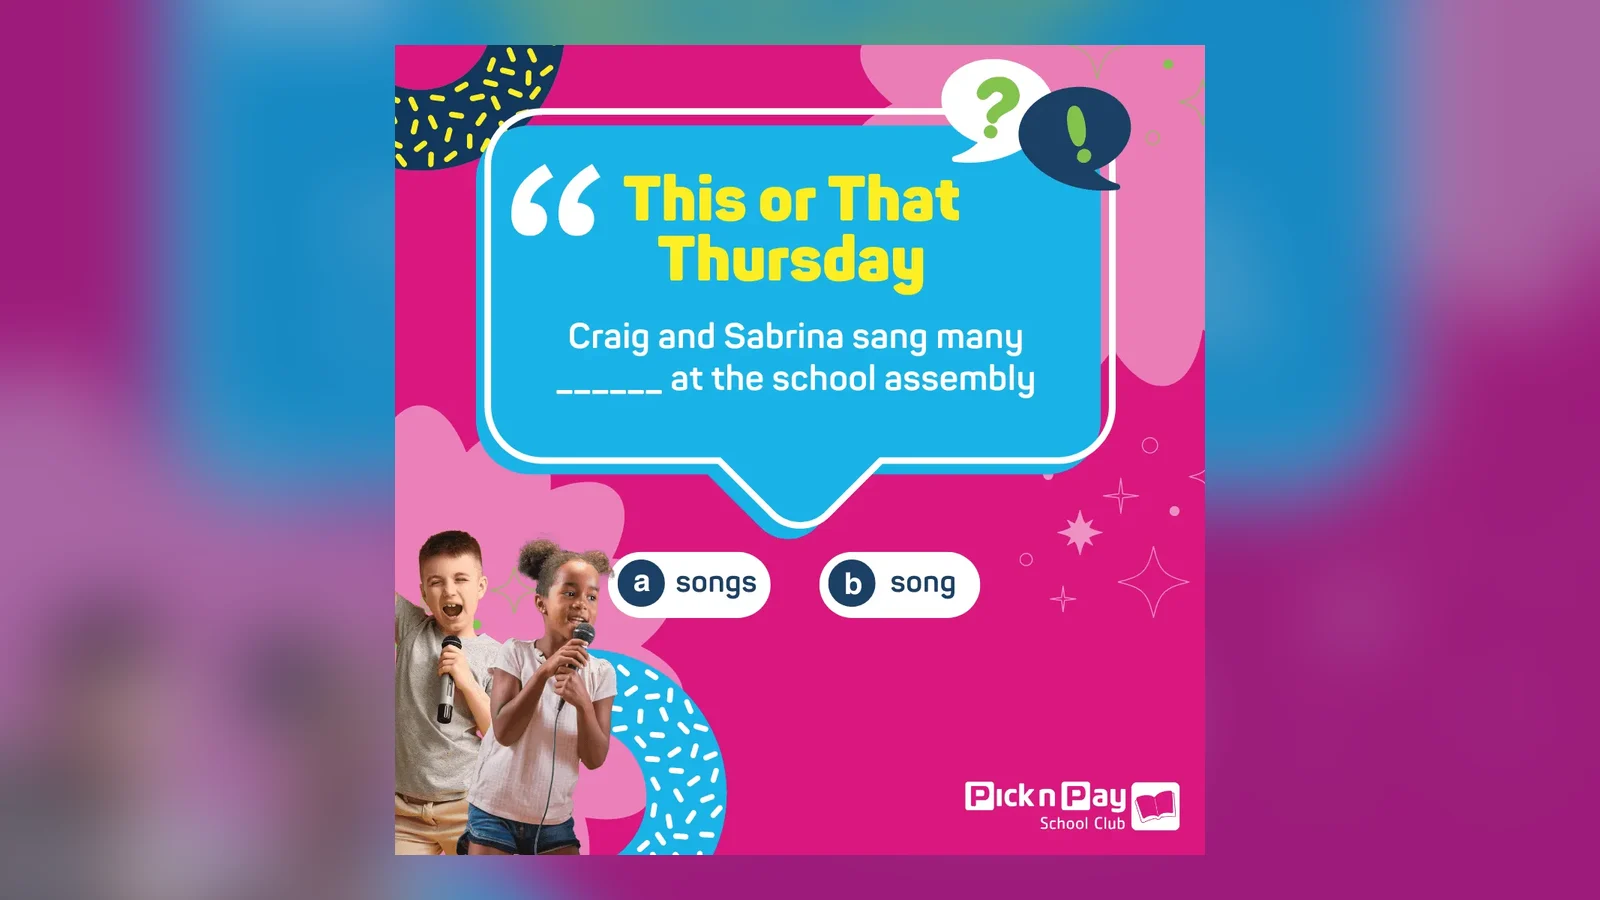 ? !
“ This or That
Thursday
Craig and Sabrina sang many
______ at the school assembly
a songs
b song
Pick n Pay
School Club